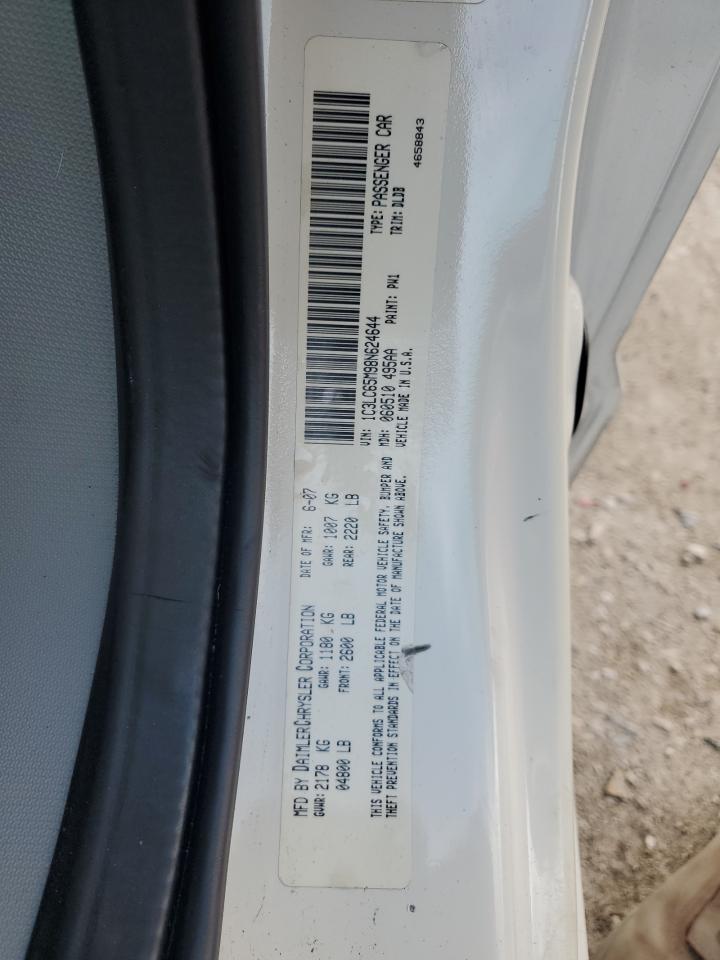 MFD BY DAIMLERCHRYSLER CORPORATION DATE OF MFR: 6-07
GVWR: 2178 KG GAWR: 1180 KG GAWR: 1007 KG
04800 LB FRONT: 2600 LB REAR: 2220 LB
THIS VEHICLE CONFORMS TO ALL APPLICABLE FEDERAL MOTOR VEHICLE SAFETY, BUMPER AND
THEFT PREVENTION STANDARDS IN EFFECT ON THE DATE OF MANUFACTURE SHOWN ABOVE.
VIN: 1C3LC65M98N624644 TYPE: PASSENGER CAR
MDH: 060510 495AA PAINT: PW1 TRIM: DLDB
VEHICLE MADE IN U.S.A.
4658843